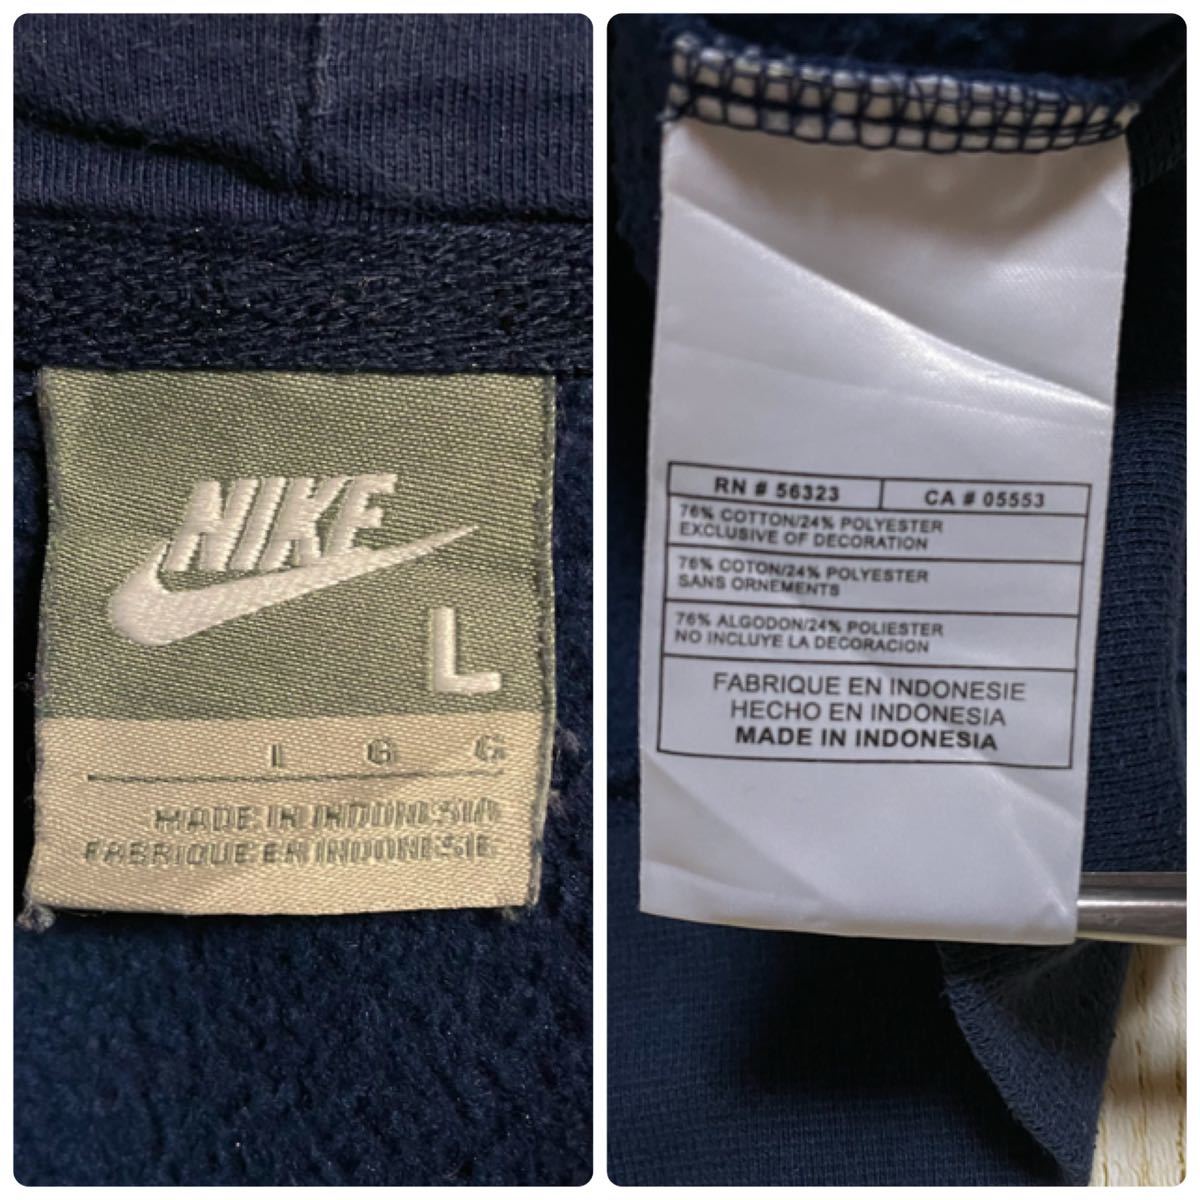 NIKE
L
L G G
MADE IN INDONESIA
FABRIQUE EN INDONESIE
RN # 56323
CA # 05553
76% COTTON/24% POLYESTER
EXCLUSIVE OF DECORATION
76% COTON/24% POLYESTER
SANS ORNEMENTS
76% ALGODON/24% POLIESTER
NO INCLUYE LA DECORACION
FABRIQUE EN INDONESIE
HECHO EN INDONESIA
MADE IN INDONESIA